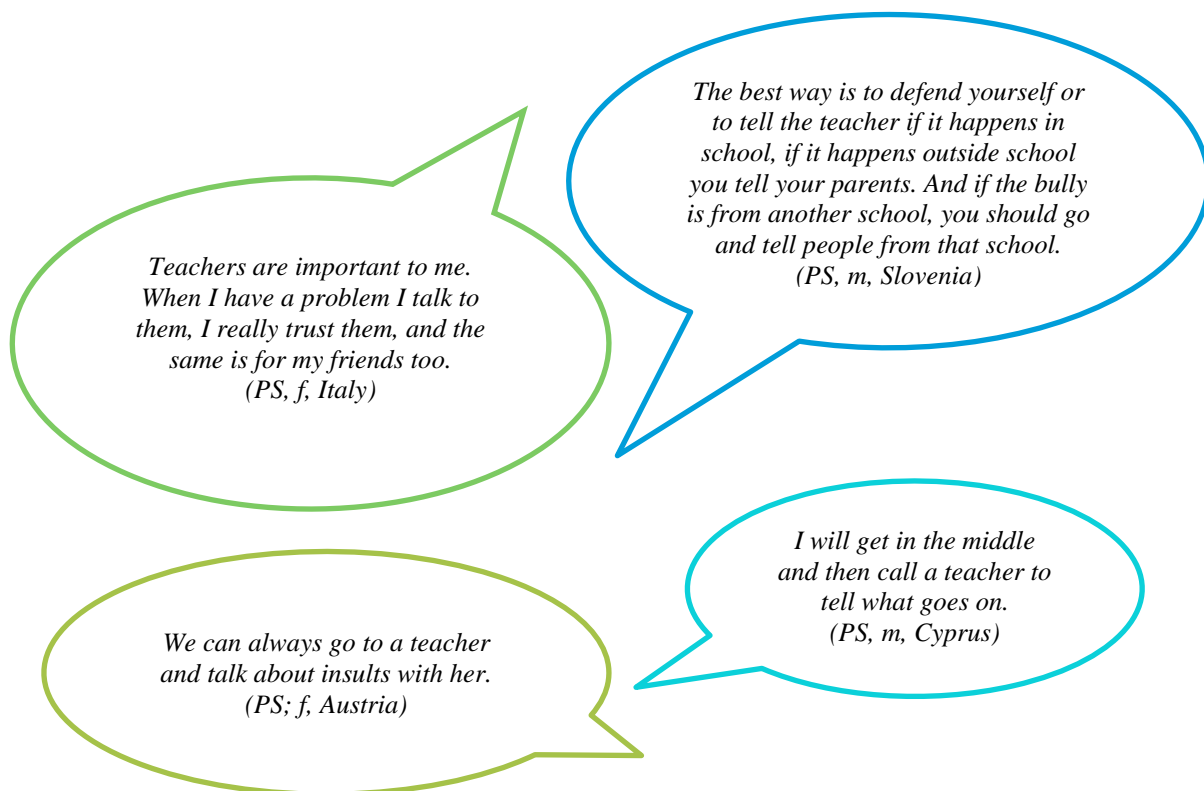 The best way is to defend yourself or
to tell the teacher if it happens in
school, if it happens outside school
you tell your parents. And if the bully
is from another school, you should go
and tell people from that school.
(PS, m, Slovenia)
Teachers are important to me.
When I have a problem I talk to
them, I really trust them, and the
same is for my friends too.
(PS, f, Italy)
I will get in the middle
and then call a teacher to
tell what goes on.
(PS, m, Cyprus)
We can always go to a teacher
and talk about insults with her.
(PS; f, Austria)